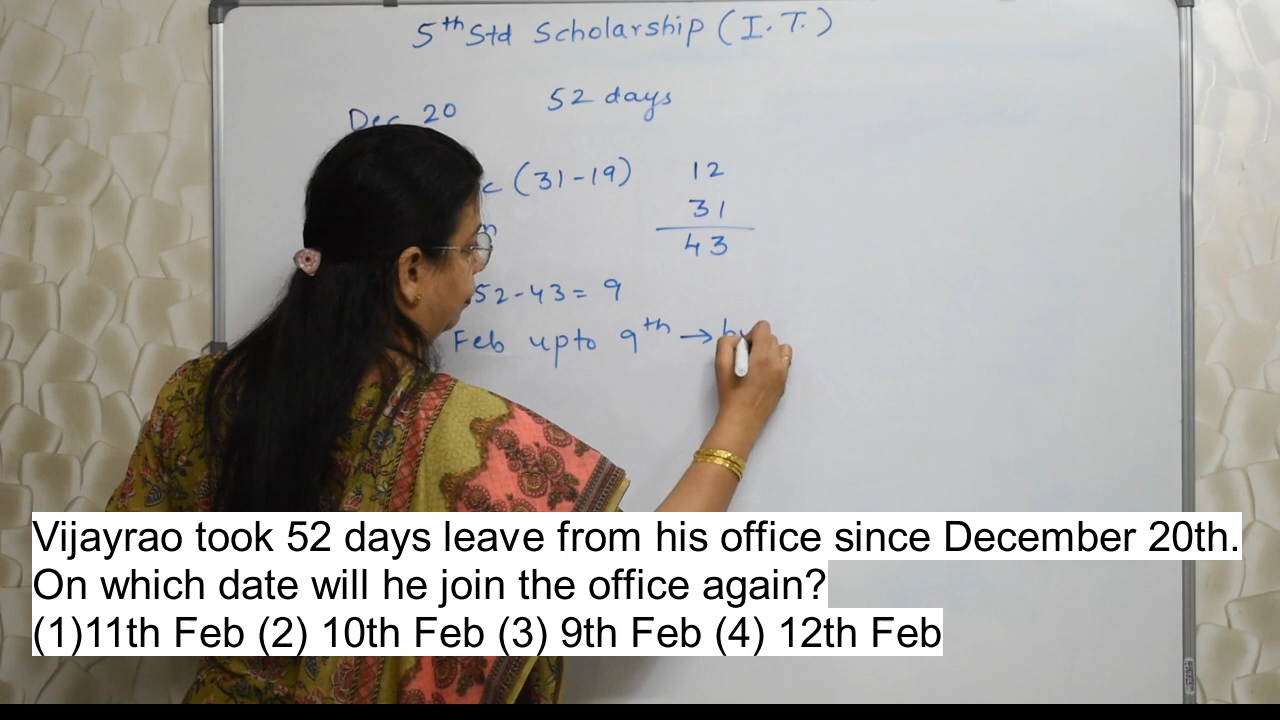 5th Std Scholarship (I.T.)
Dec 20 52 days
(31-19) 12
31
43
52-43= 9
Feb upto 9th →
Vijayrao took 52 days leave from his office since December 20th.
On which date will he join the office again?
(1)11th Feb (2) 10th Feb (3) 9th Feb (4) 12th Feb